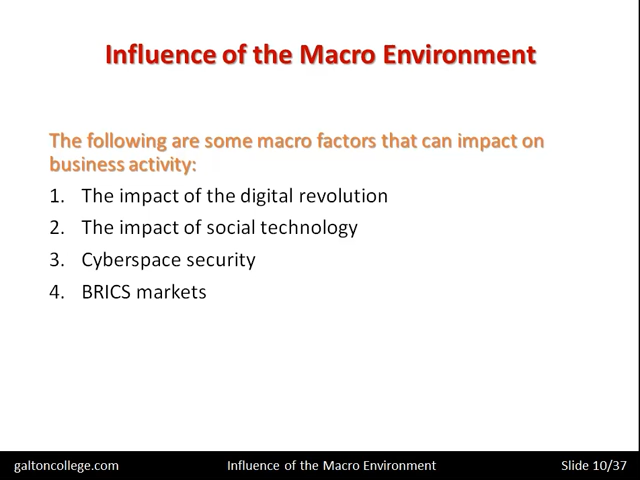 Influence of the Macro Environment
The following are some macro factors that can impact on
business activity:
1. The impact of the digital revolution
2. The impact of social technology
3. Cyberspace security
4. BRICS markets
galtoncollege.com Influence of the Macro Environment Slide 10/37